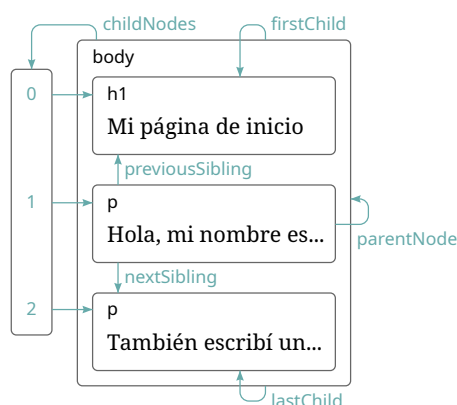 childNodes
firstChild
body
0
h1
Mi página de inicio
previousSibling
1
p
Hola, mi nombre es...
parentNode
nextSibling
2
p
También escribí un...
lastChild